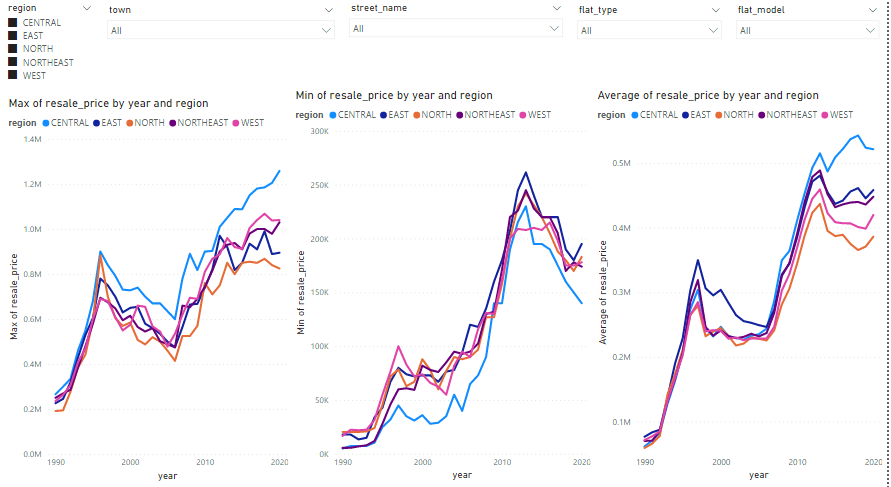 region
CENTRAL
EAST
NORTH
NORTHEAST
WEST
town
All
street_name
All
flat_type
All
flat_model
All
Max of resale_price by year and region
region CENTRAL EAST NORTH NORTHEAST WEST
Max of resale_price
1.4M
1.2M
1.0M
0.8M
0.6M
0.4M
0.2M
0.0M
1990 2000 2010 2020
year
Min of resale_price by year and region
region CENTRAL EAST NORTH NORTHEAST WEST
Min of resale_price
300K
250K
200K
150K
100K
50K
0K
1990 2000 2010 2020
year
Average of resale_price by year and region
region CENTRAL EAST NORTH NORTHEAST WEST
Average of resale_price
0.5M
0.4M
0.3M
0.2M
0.1M
1990 2000 2010 2020
year